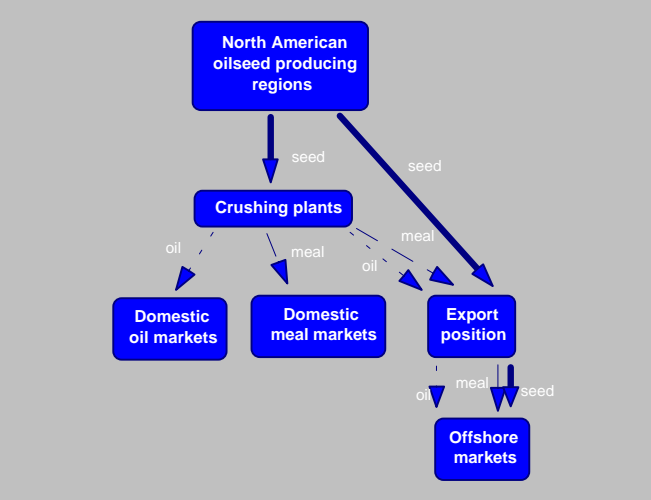 North American
oilseed producing
regions
seed
seed
Crushing plants
oil
meal
oil
meal
Domestic
oil markets
Domestic
meal markets
Export
position
oil
meal
seed
Offshore
markets